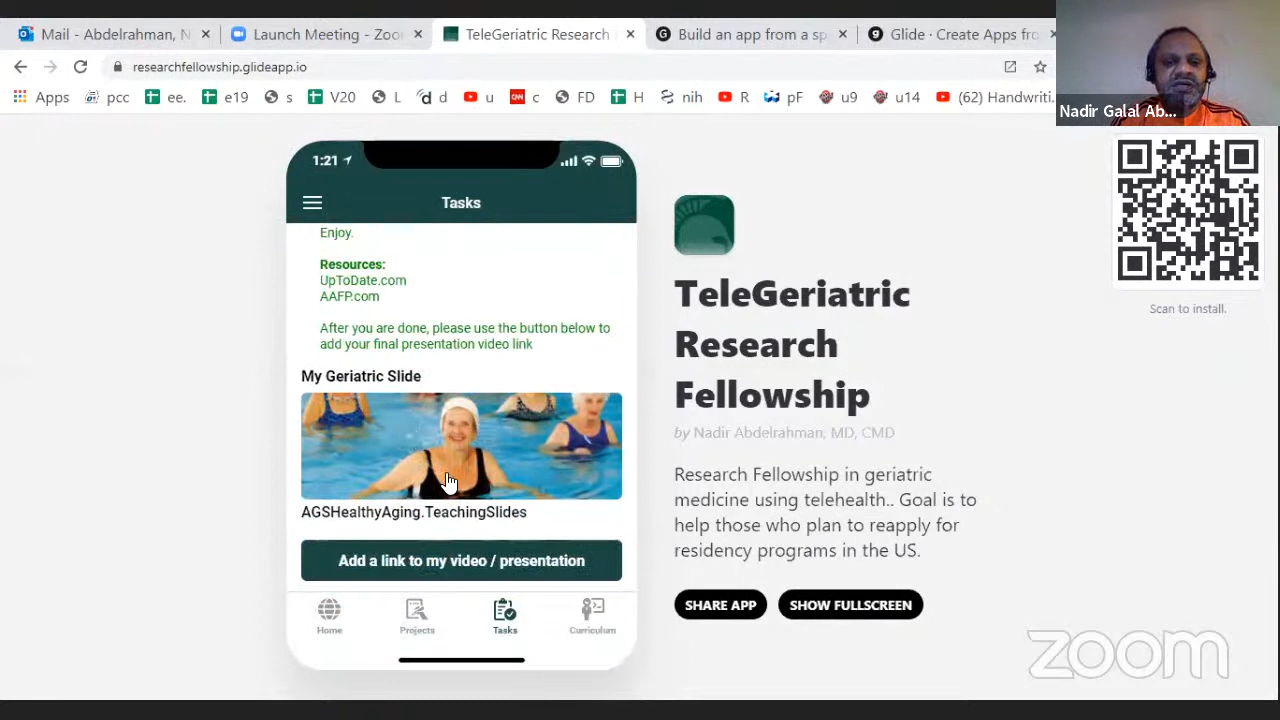 Mail - Abdelrahman, N
Launch Meeting - Zoo
TeleGeriatric Research
Build an app from a sp
Glide · Create Apps fro
researchfellowship.glideapp.io
Apps
pcc
ee.
e19
s
V20
L
d
u
c
FD
H
nih
R
pF
u9
u14
(62) Handwriti
Nadir Galal Ab...
1:21
Tasks
Enjoy.
Resources:
UpToDate.com
AAFP.com
After you are done, please use the button below to
add your final presentation video link
My Geriatric Slide
AGSHealthyAging.TeachingSlides
Add a link to my video / presentation
Home
Projects
Tasks
Curriculum
TeleGeriatric
Research
Fellowship
by Nadir Abdelrahman, MD, CMD
Research Fellowship in geriatric
medicine using telehealth.. Goal is to
help those who plan to reapply for
residency programs in the US.
SHARE APP
SHOW FULLSCREEN
Scan to install.
zoom